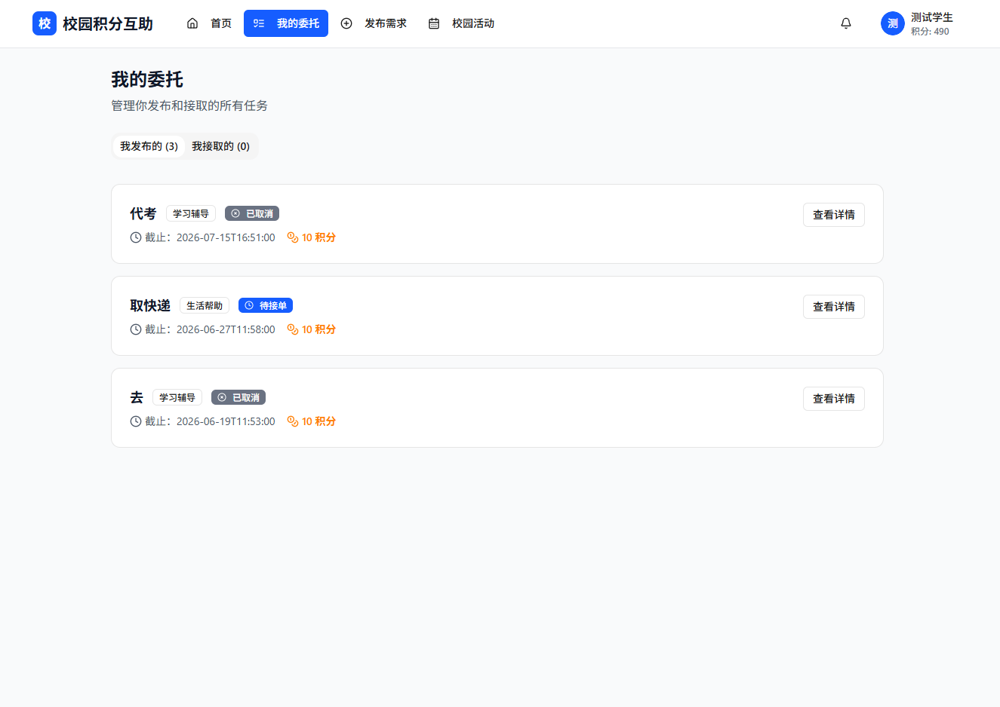 校 校园积分互助 首页 我的委托 发布需求 校园活动 测 测试学生
积分: 490
我的委托
管理你发布和接取的所有任务
我发布的 (3) 我接取的 (0)
代考 学习辅导 已取消 查看详情
截止： 2026-07-15T16:51:00 10 积分
取快递 生活帮助 待接单 查看详情
截止： 2026-06-27T11:58:00 10 积分
去 学习辅导 已取消 查看详情
截止： 2026-06-19T11:53:00 10 积分